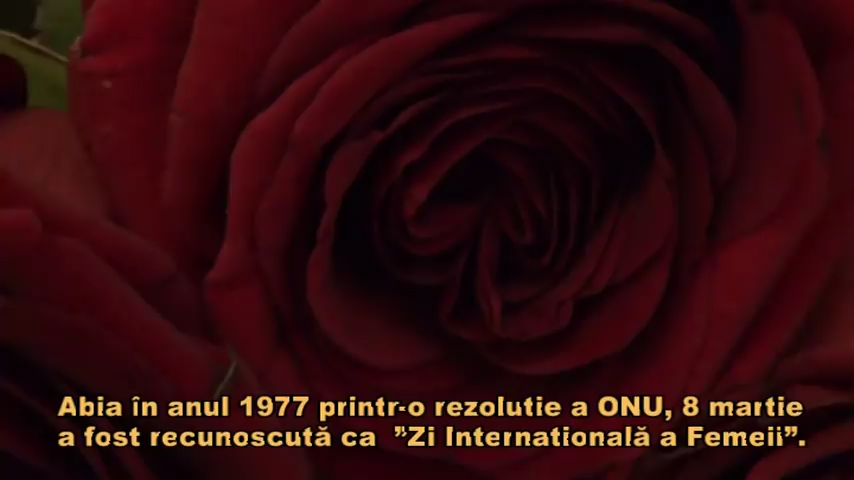 Abia în anul 1977 printr-o rezolutie a ONU, 8 martie
a fost recunoscută ca  ”Zi Internatională a Femeii”.